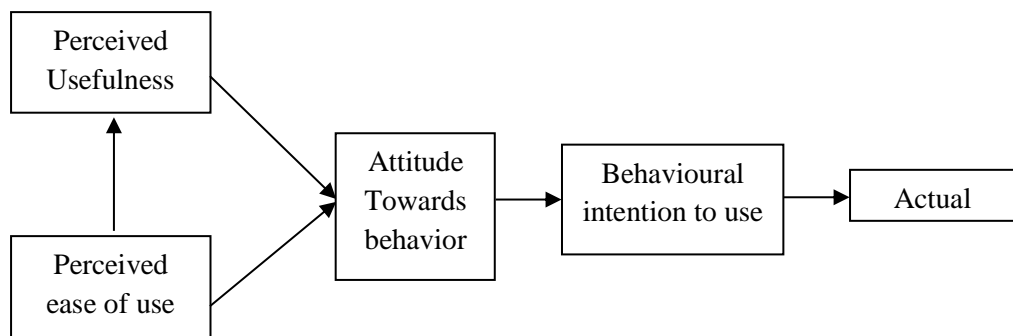 Perceived
Usefulness
Attitude
Towards
behavior
Behavioural
intention to use
Actual
Perceived
ease of use